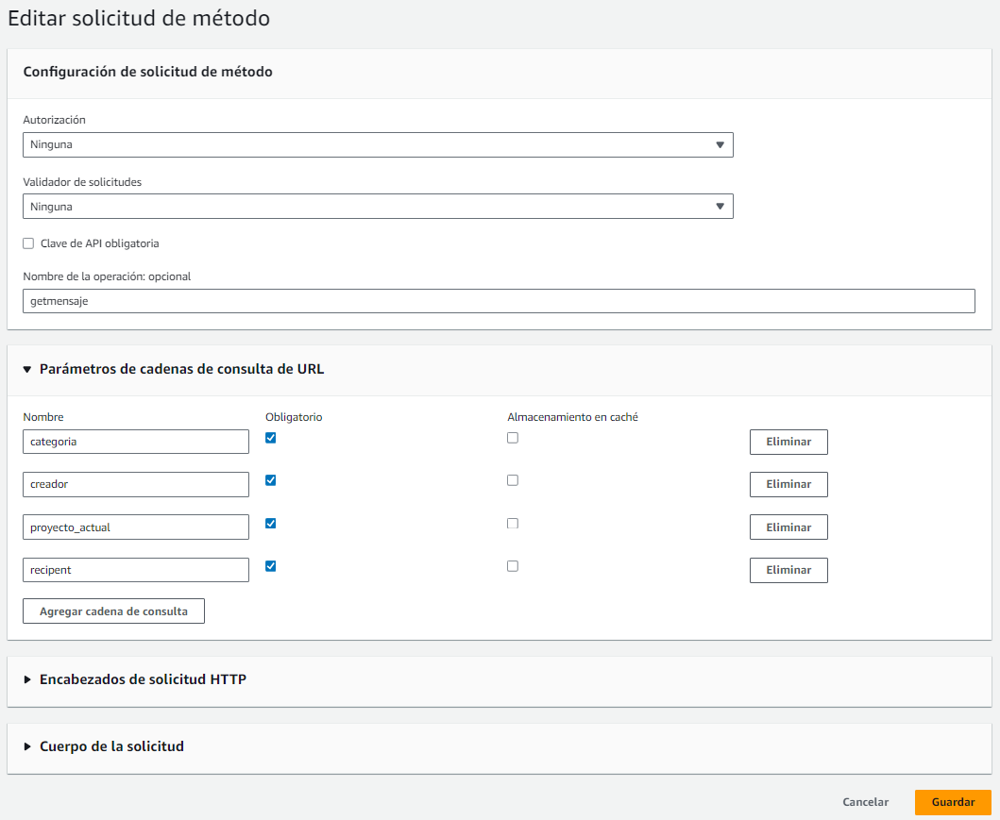 Editar solicitud de método
Configuración de solicitud de método
Autorización
Ninguna
Validador de solicitudes
Ninguna
Clave de API obligatoria
Nombre de la operación: opcional
getmensaje
Parámetros de cadenas de consulta de URL
Nombre Obligatorio Almacenamiento en caché
categoria Eliminar
creador Eliminar
proyecto_actual Eliminar
recipent Eliminar
Agregar cadena de consulta
Encabezados de solicitud HTTP
Cuerpo de la solicitud
Cancelar Guardar